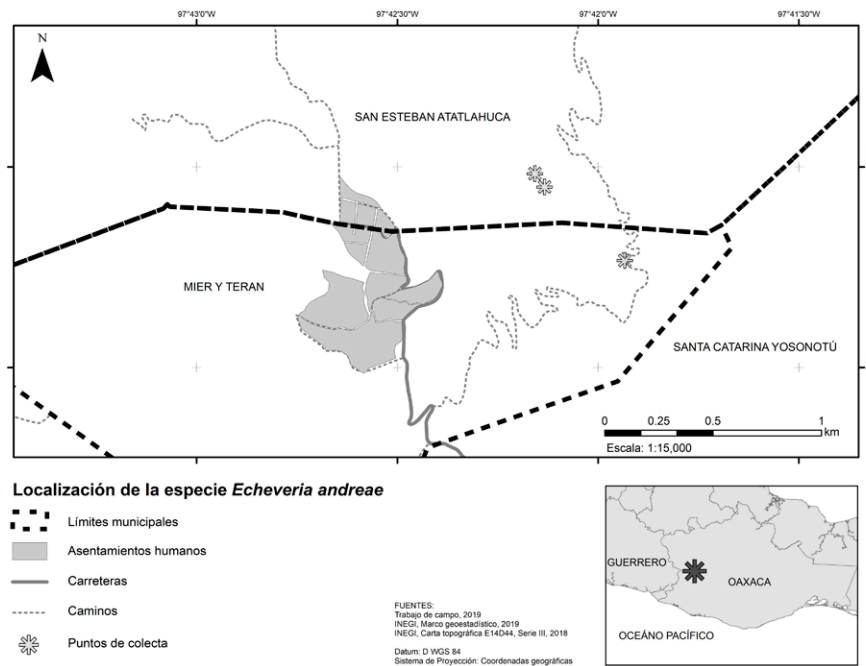 97°43'0"W 97°42'30"W 97°42'0"W 97°41'30"W
N
SAN ESTEBAN ATATLAHUCA
MIER Y TERAN
SANTA CATARINA YOSONOTÚ
0 0.25 0.5 1
km
Escala: 1:15,000
Localización de la especie Echeveria andreae
Límites municipales
Asentamientos humanos
Carreteras
Caminos
Puntos de colecta
FUENTES:
Trabajo de campo, 2019
INEGI, Marco geoestadístico, 2019
INEGI, Carta topográfica E14D44, Serie III, 2018
Datum: D WGS 84
Sistema de Proyección: Coordenadas geográficas
GUERRERO
OAXACA
OCEÁNO PACÍFICO